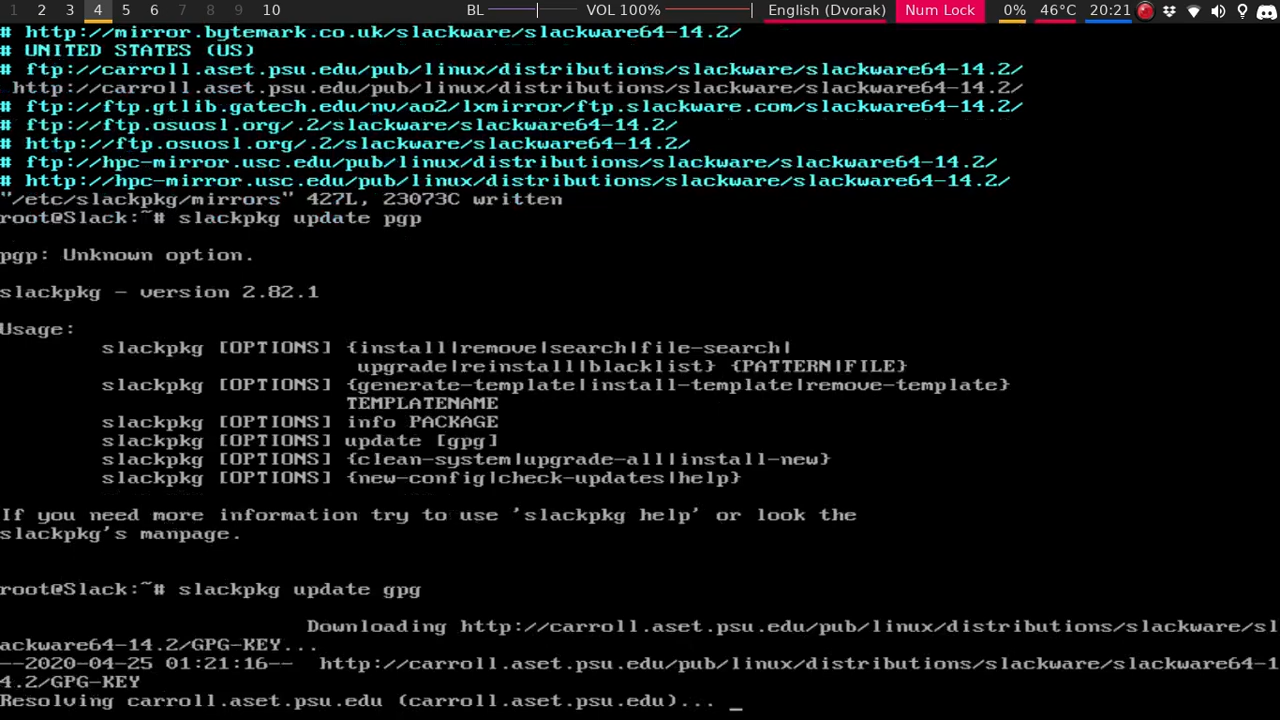 1 2 3 4 5 6 7 8 9 10 BL VOL 100% English (Dvorak) Num Lock 0% 46°C 20:21
# http://mirror.bytemark.co.uk/slackware/slackware64-14.2/
# UNITED STATES (US)
# ftp://carroll.aset.psu.edu/pub/linux/distributions/slackware/slackware64-14.2/
http://carroll.aset.psu.edu/pub/linux/distributions/slackware/slackware64-14.2/
# ftp://ftp.gtlib.gatech.edu/nv/ao2/lxmirror/ftp.slackware.com/slackware64-14.2/
# ftp://ftp.osuosl.org/.2/slackware/slackware64-14.2/
# http://ftp.osuosl.org/.2/slackware/slackware64-14.2/
# ftp://hpc-mirror.usc.edu/pub/linux/distributions/slackware/slackware64-14.2/
# http://hpc-mirror.usc.edu/pub/linux/distributions/slackware/slackware64-14.2/
"/etc/slackpkg/mirrors" 427L, 23073C written
root@Slack:~# slackpkg update pgp
pgp: Unknown option.
slackpkg - version 2.82.1
Usage:
slackpkg [OPTIONS] {install|remove|search|file-search|
upgrade|reinstall|blacklist} {PATTERN|FILE}
slackpkg [OPTIONS] {generate-template|install-template|remove-template}
TEMPLATENAME
slackpkg [OPTIONS] info PACKAGE
slackpkg [OPTIONS] update [gpg]
slackpkg [OPTIONS] {clean-system|upgrade-all|install-new}
slackpkg [OPTIONS] {new-config|check-updates|help}
If you need more information try to use 'slackpkg help' or look the
slackpkg's manpage.
root@Slack:~# slackpkg update gpg
Downloading http://carroll.aset.psu.edu/pub/linux/distributions/slackware/sl
ackware64-14.2/GPG-KEY...
--2020-04-25 01:21:16-- http://carroll.aset.psu.edu/pub/linux/distributions/slackware/slackware64-1
4.2/GPG-KEY
Resolving carroll.aset.psu.edu (carroll.aset.psu.edu)... _